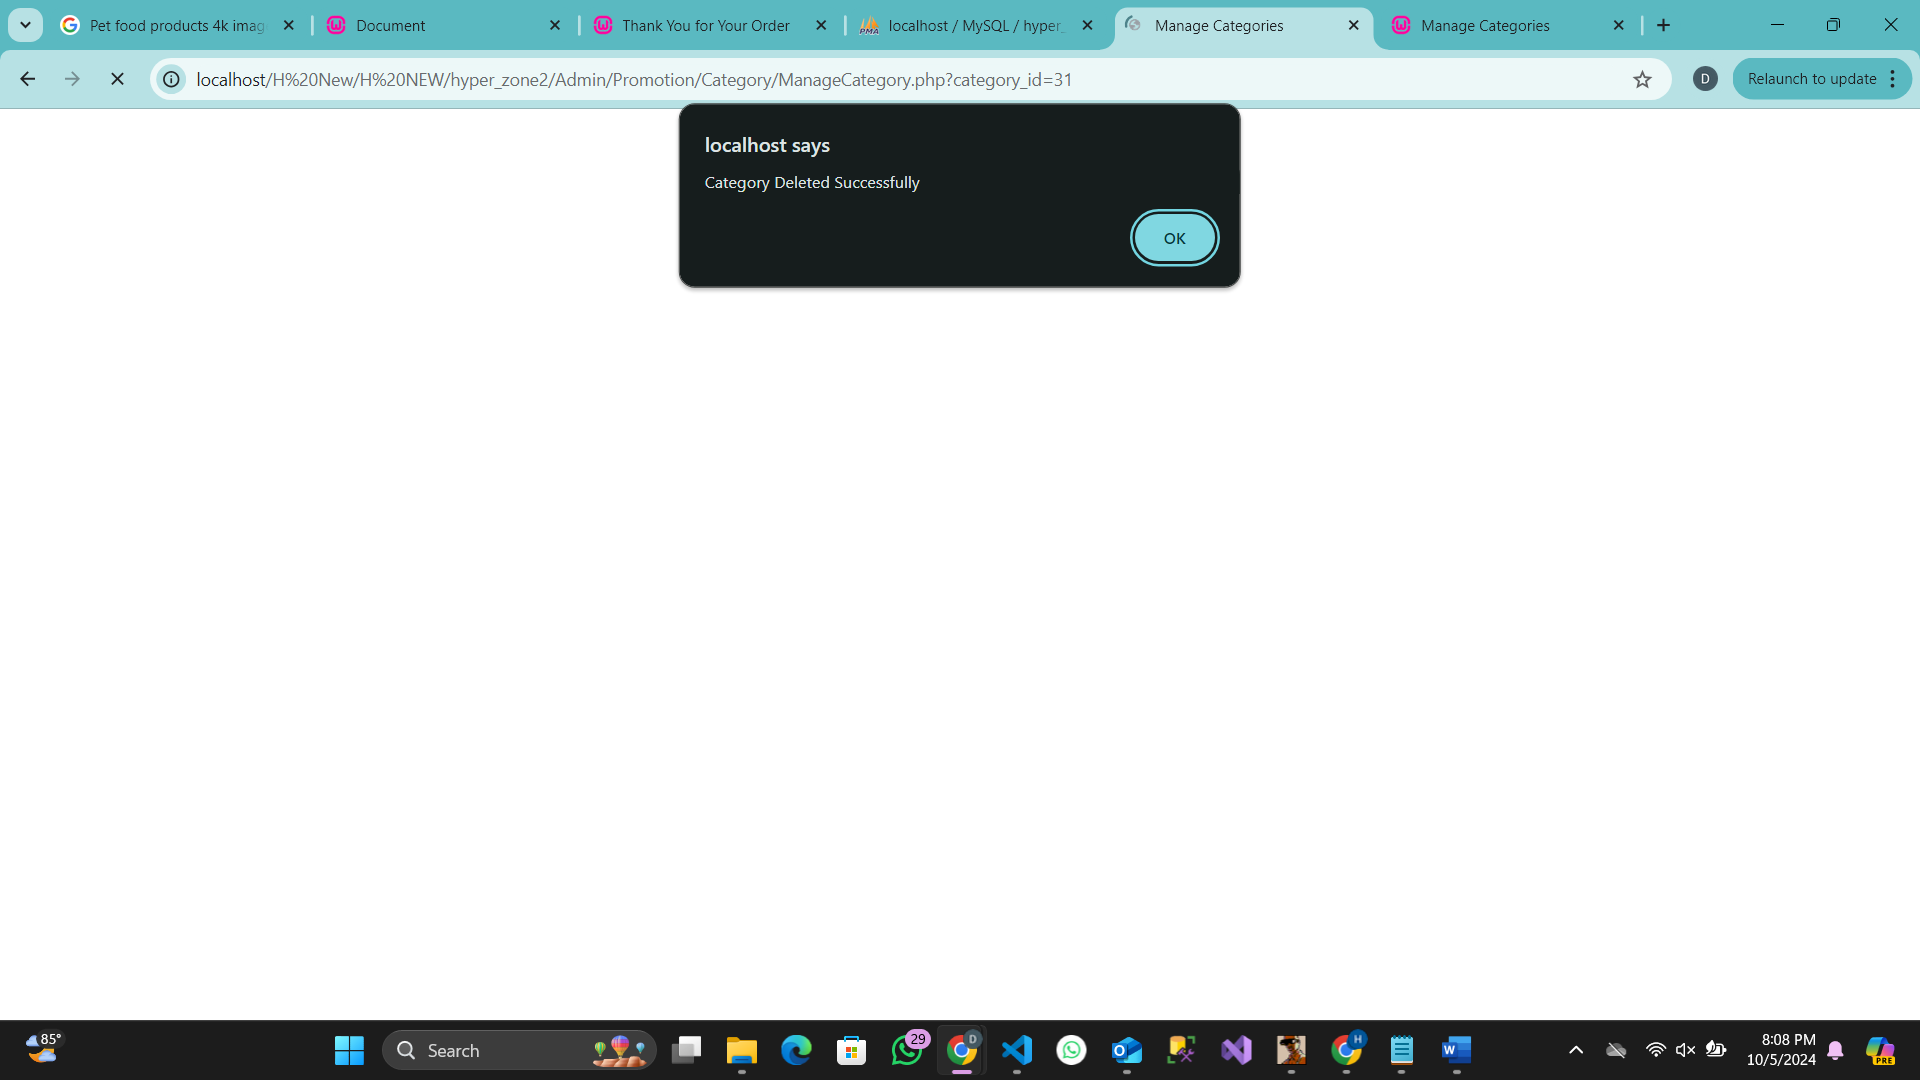 Pet food products 4k imag
Document
Thank You for Your Order
PMA
localhost / MySQL / hyper_
Manage Categories
Manage Categories
localhost/H%20New/H%20NEW/hyper_zone2/Admin/Promotion/Category/ManageCategory.php?category_id=31
D
Relaunch to update
localhost says
Category Deleted Successfully
OK
85°
Search
29
D
H
W
8:08 PM
10/5/2024
PRE